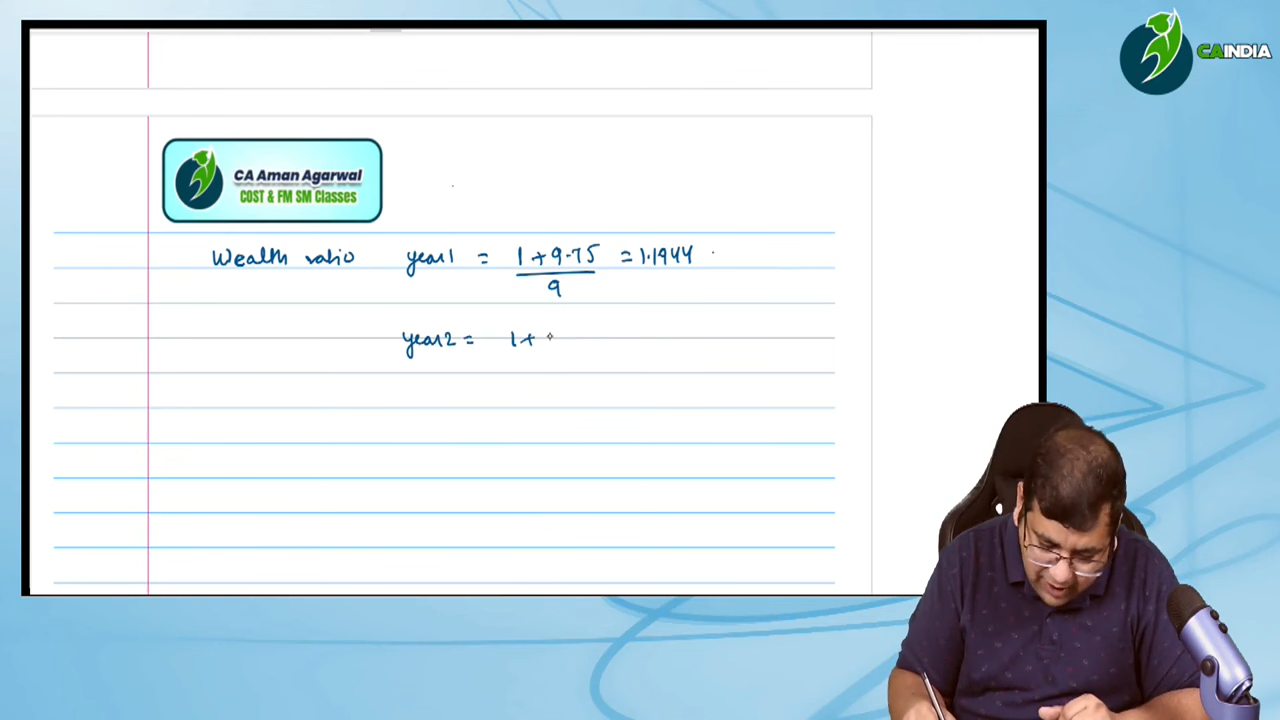 CAINDIA
CA Aman Agarwal
COST & FM SM Classes
Wealth ratio year1 = 1+9.75 = 1.1944
9
year2 = 1+